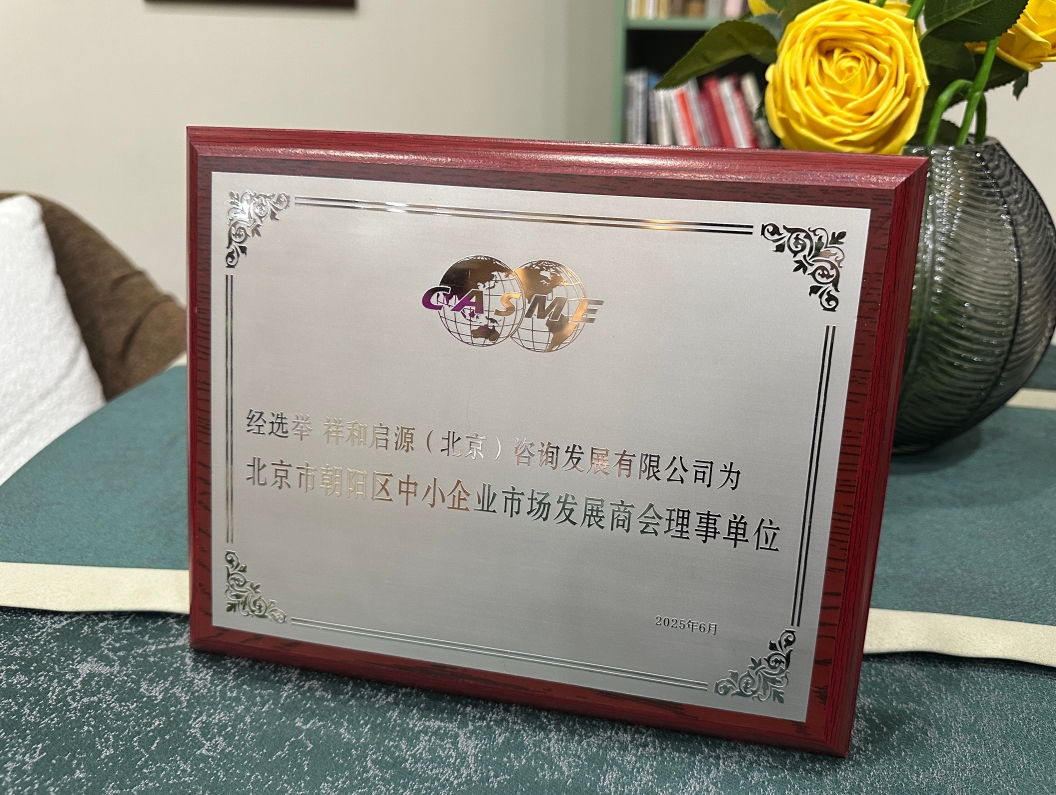 CASME
经选举 祥和启源（北京）咨询发展有限公司为
北京市朝阳区中小企业市场发展商会理事单位
2025年6月